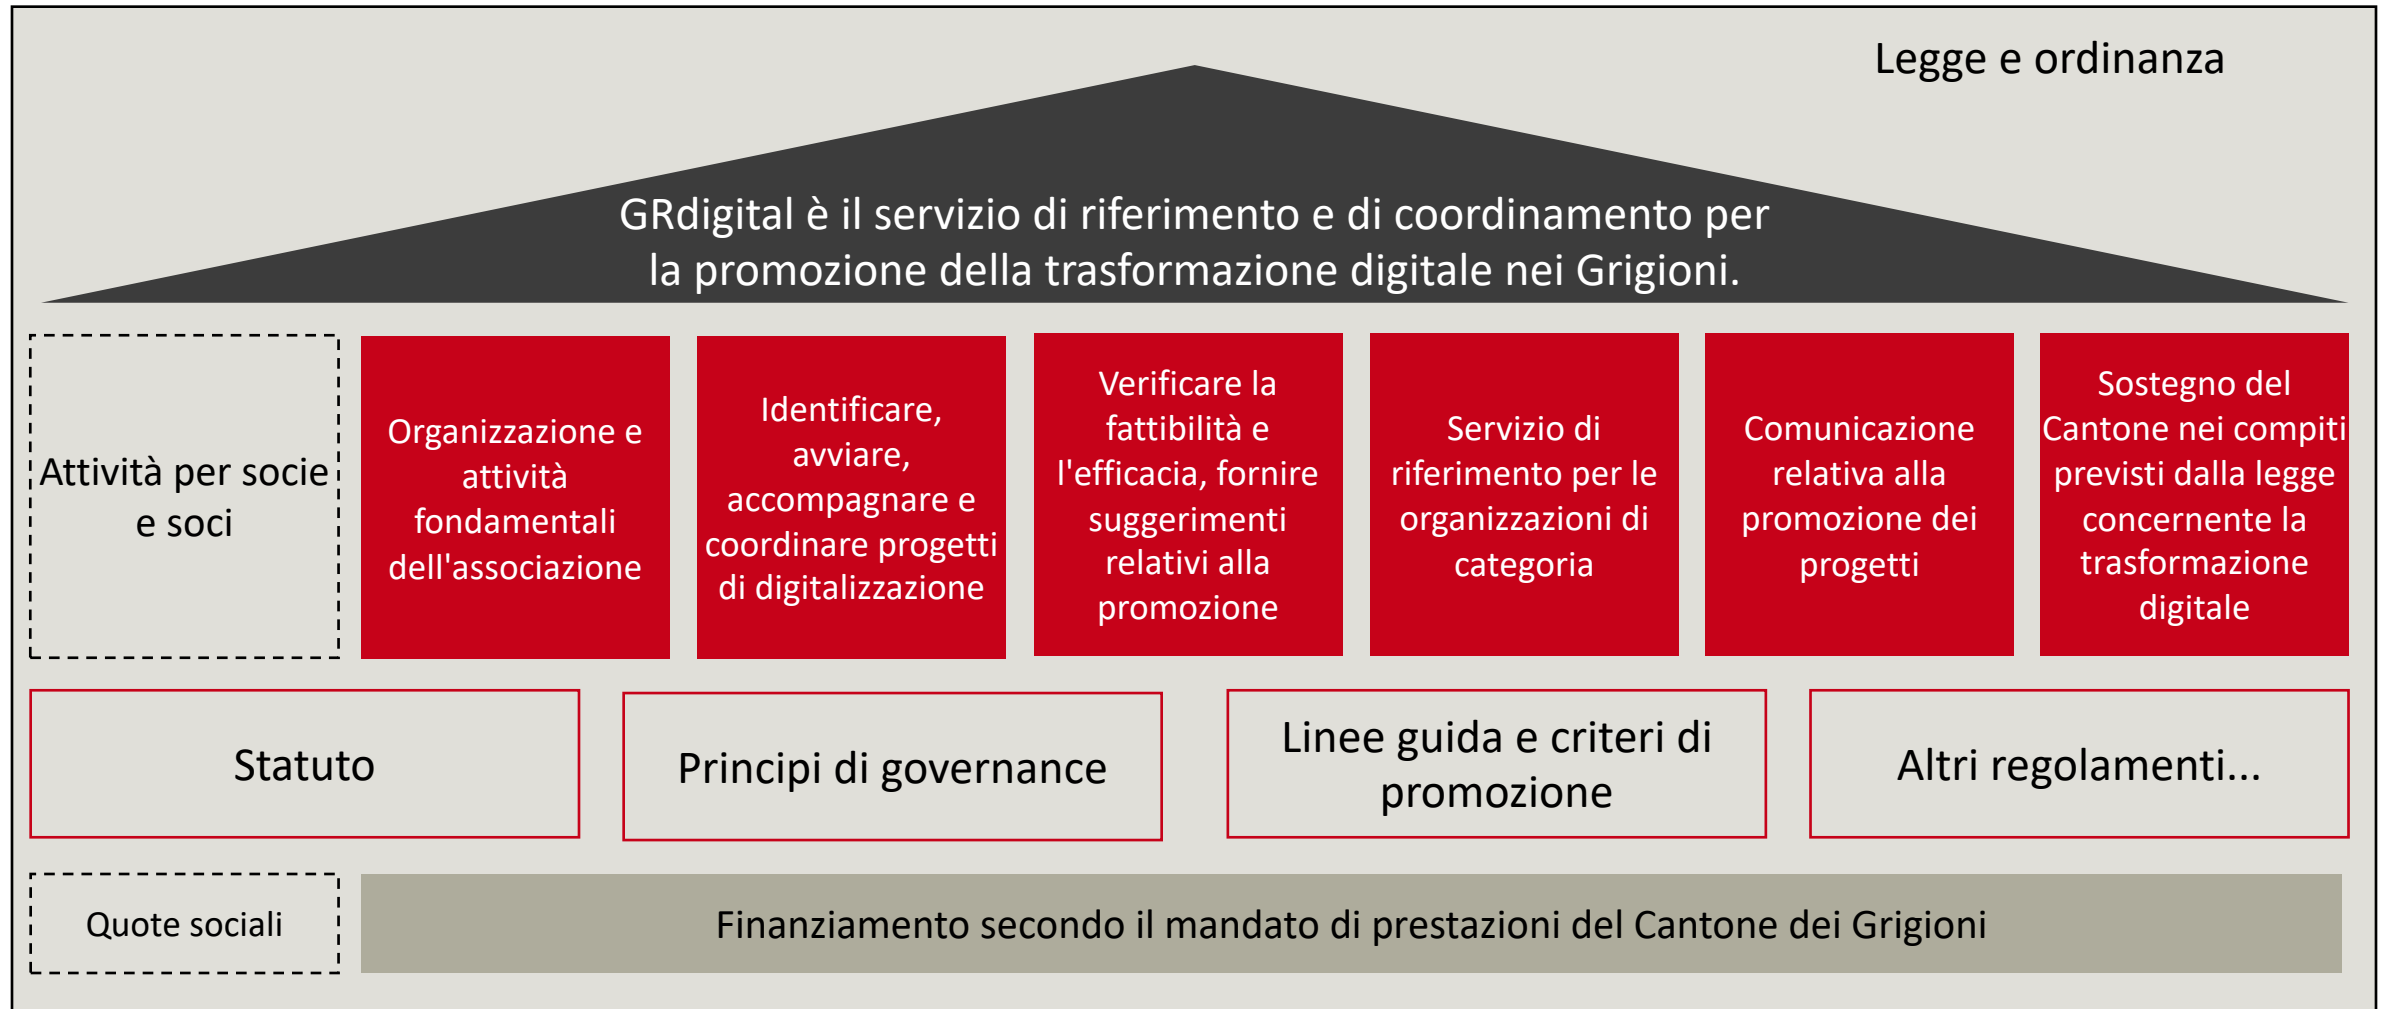 Legge e ordinanza
GRdigital è il servizio di riferimento e di coordinamento per
la promozione della trasformazione digitale nei Grigioni.
Attività per socie
e soci
Organizzazione e
attività
fondamentali
dell'associazione
Identificare,
avviare,
accompagnare e
coordinare progetti
di digitalizzazione
Verificare la
fattibilità e
l'efficacia, fornire
suggerimenti
relativi alla
promozione
Servizio di
riferimento per le
organizzazioni di
categoria
Comunicazione
relativa alla
promozione dei
progetti
Sostegno del
Cantone nei compiti
previsti dalla legge
concernente la
trasformazione
digitale
Statuto
Principi di governance
Linee guida e criteri di
promozione
Altri regolamenti...
Quote sociali
Finanziamento secondo il mandato di prestazioni del Cantone dei Grigioni